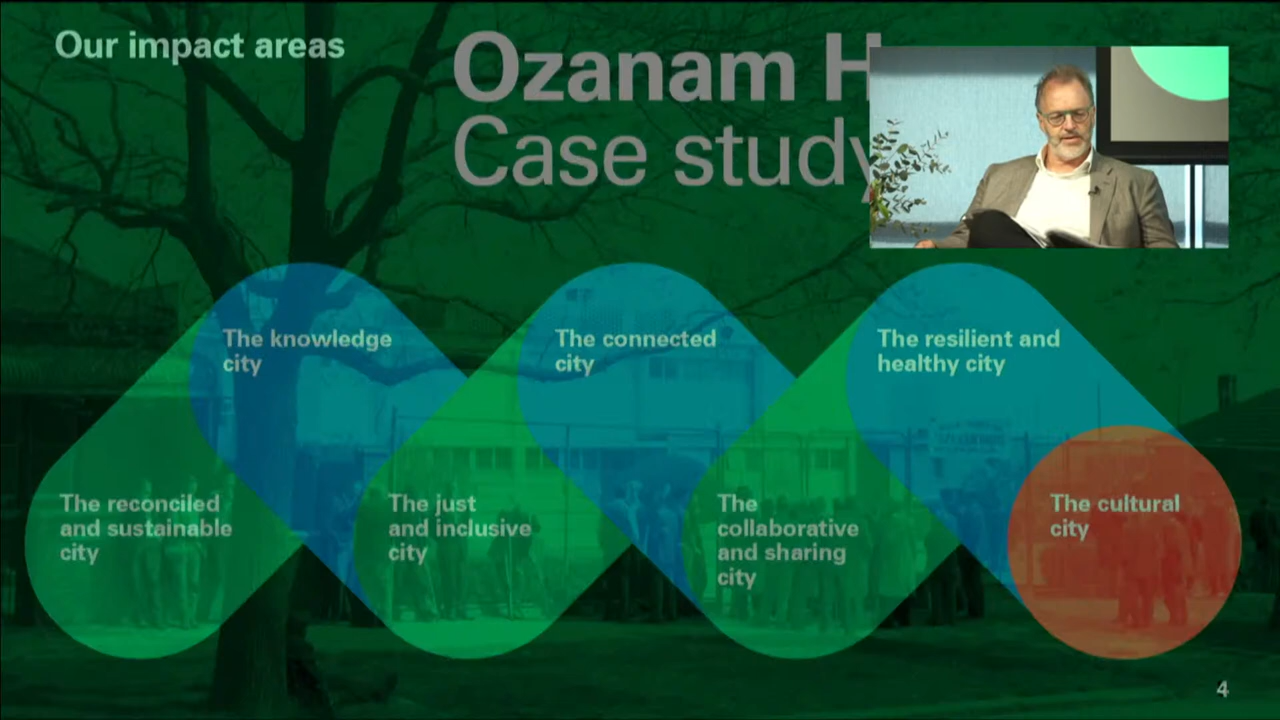 Our impact areas
Ozanam H
Case study
The knowledge
city
The connected
city
The resilient and
healthy city
The reconciled
and sustainable
city
The just
and inclusive
city
The
collaborative
and sharing
city
The cultural
city
4